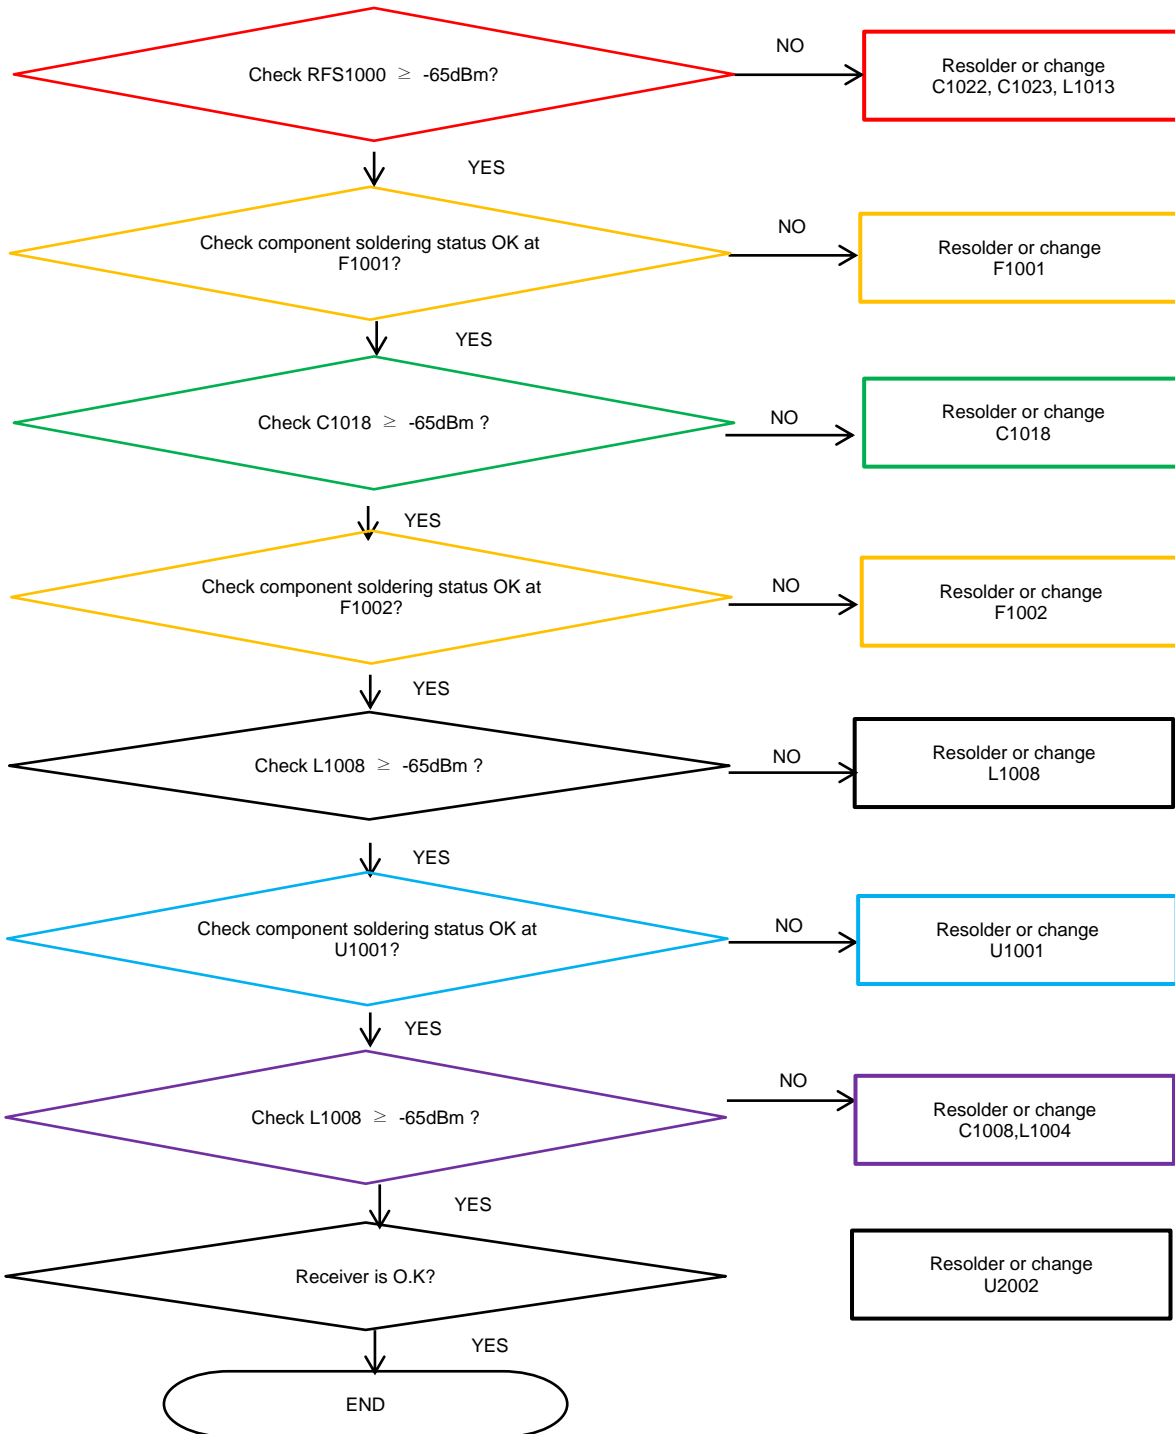 Check RFS1000 ≥ -65dBm?
NO
Resolder or change
C1022, C1023, L1013
YES
Check component soldering status OK at
F1001?
NO
Resolder or change
F1001
YES
Check C1018 ≥ -65dBm ?
NO
Resolder or change
C1018
YES
Check component soldering status OK at
F1002?
NO
Resolder or change
F1002
YES
Check L1008 ≥ -65dBm ?
NO
Resolder or change
L1008
YES
Check component soldering status OK at
U1001?
NO
Resolder or change
U1001
YES
Check L1008 ≥ -65dBm ?
NO
Resolder or change
C1008,L1004
YES
Receiver is O.K?
Resolder or change
U2002
YES
END